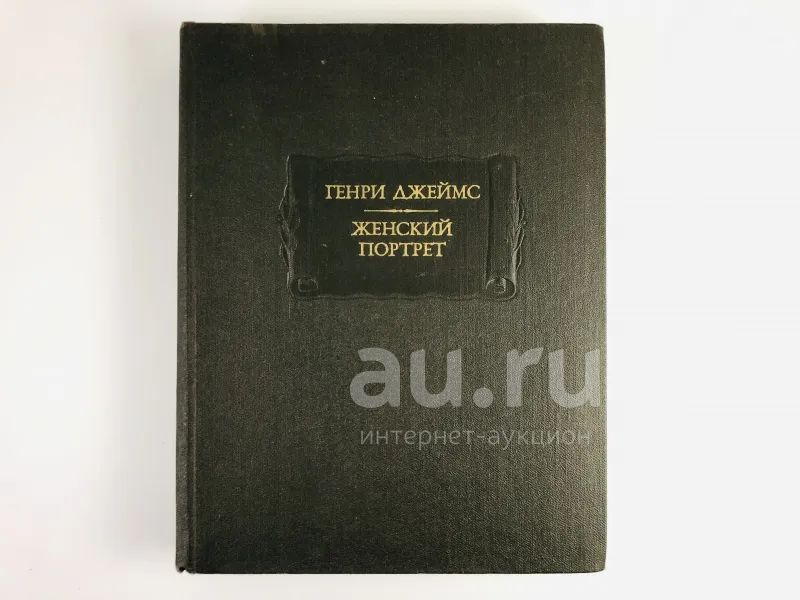 ГЕНРИ ДЖЕЙМС
ЖЕНСКИЙ
ПОРТРЕТ
au.ru
интернет-аукцион